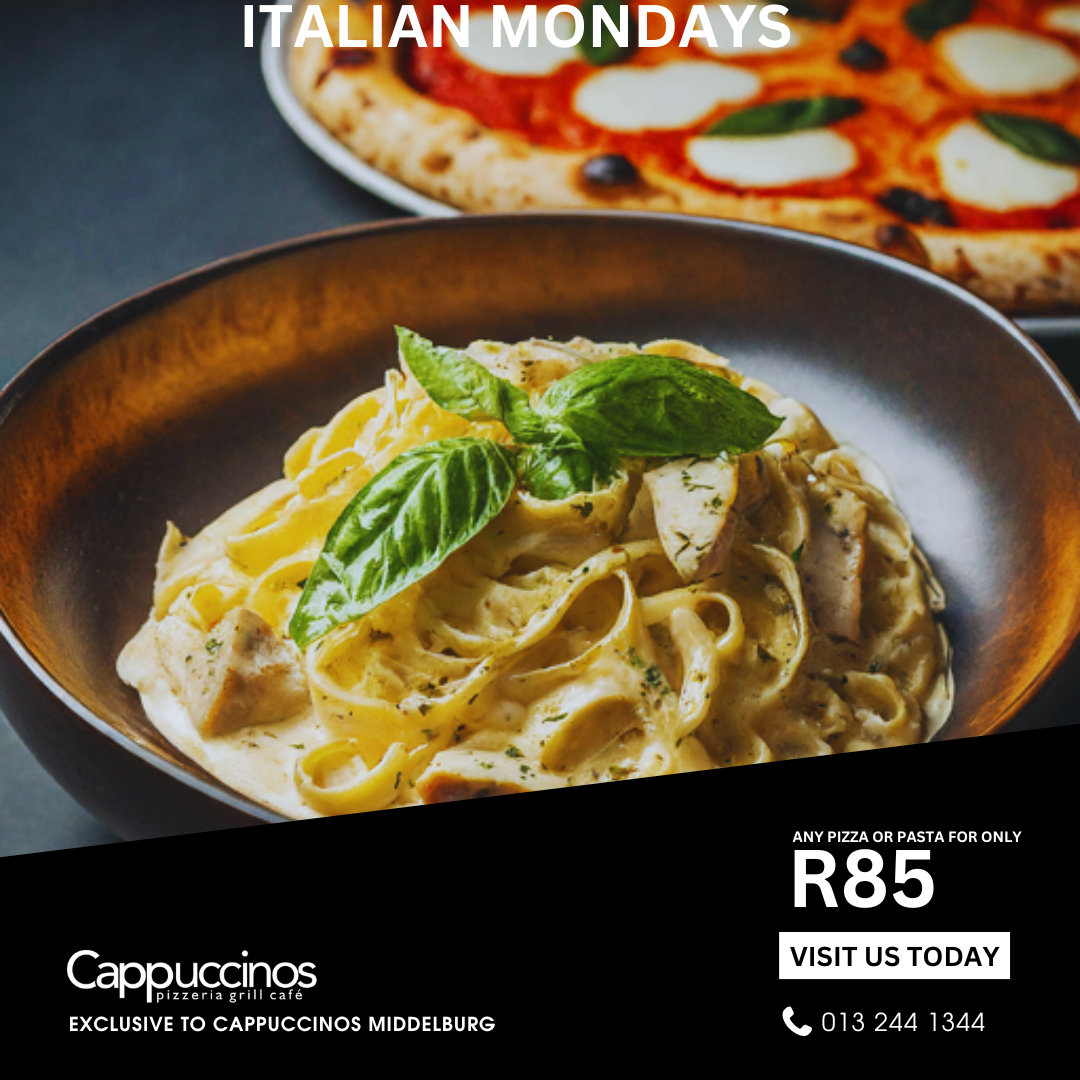 ITALIAN MONDAYS
ANY PIZZA OR PASTA FOR ONLY
R85
VISIT US TODAY
Cappuccinos
pizzeria grill café
EXCLUSIVE TO CAPPUCCINOS MIDDELBURG
013 244 1344